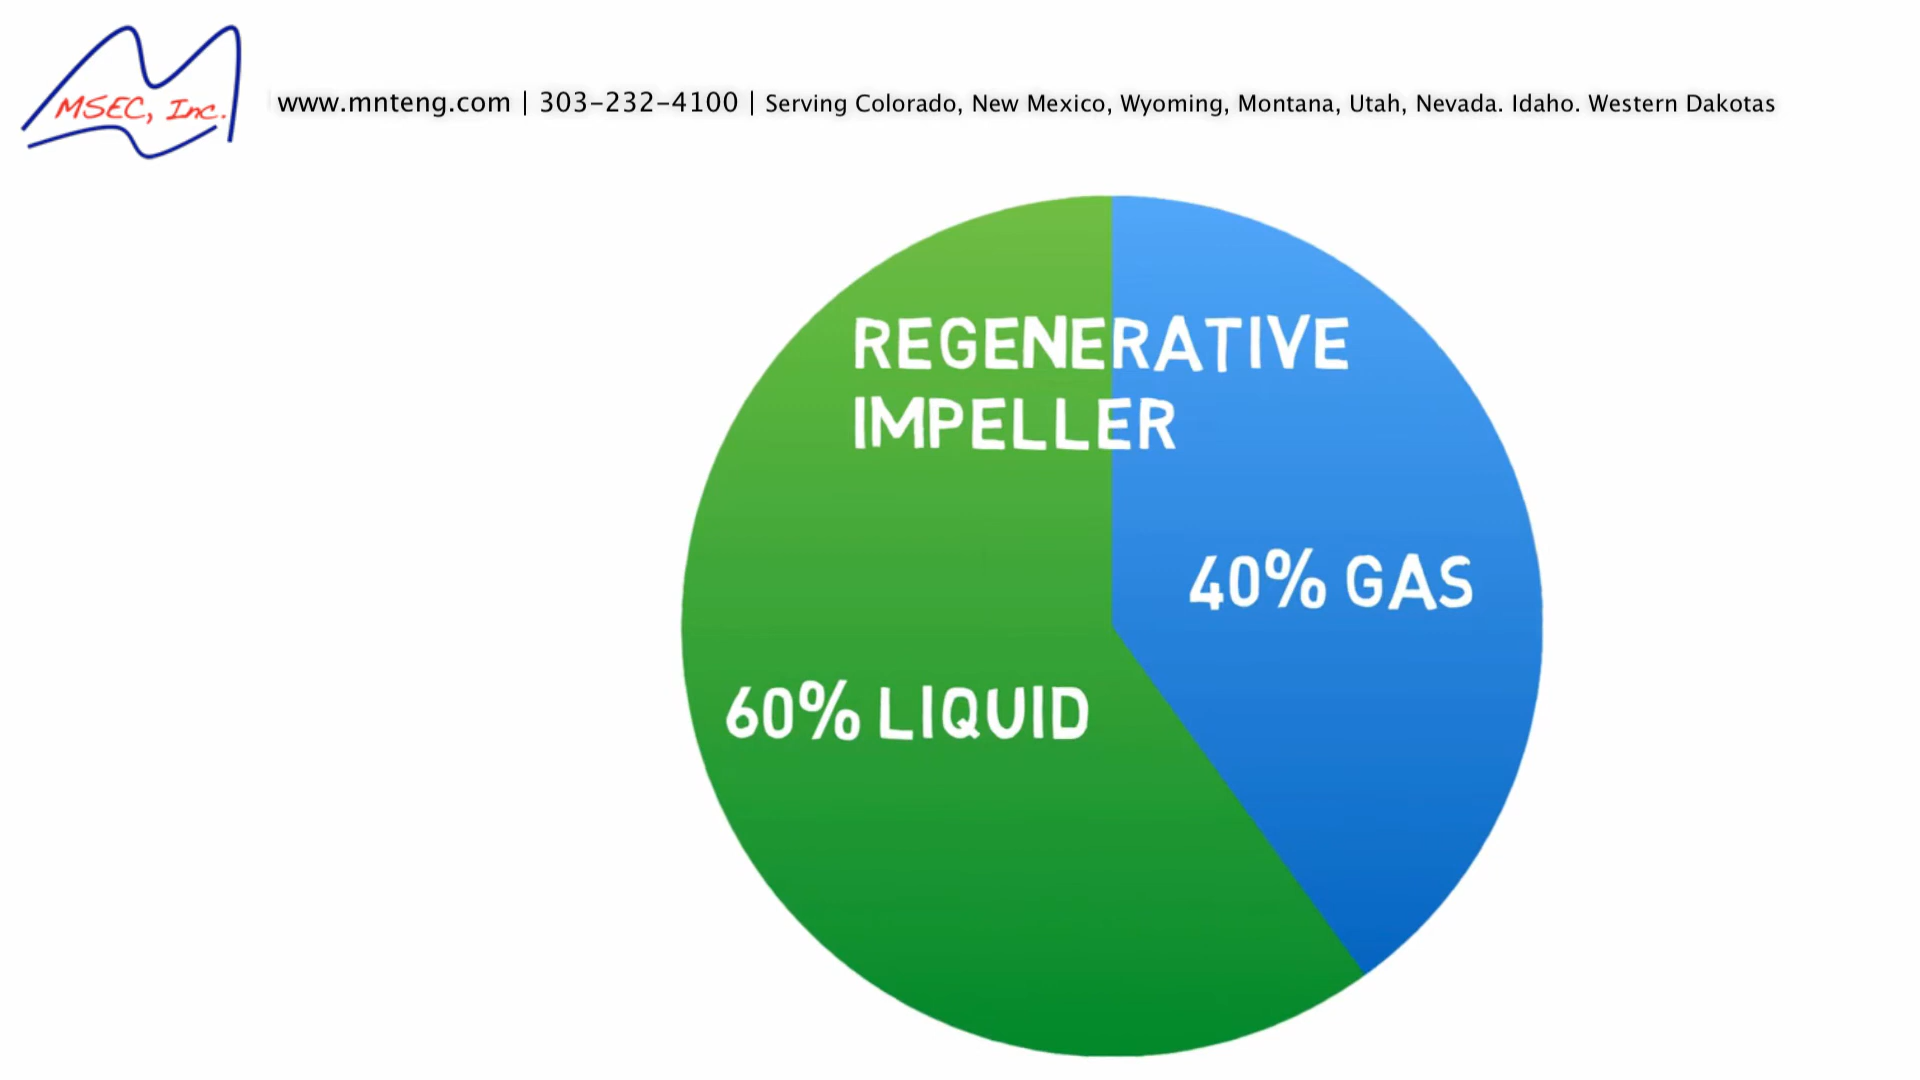 MSEC, Inc.
www.mnteng.com | 303-232-4100 | Serving Colorado, New Mexico, Wyoming, Montana, Utah, Nevada. Idaho. Western Dakotas
REGENERATIVE
IMPELLER
40% GAS
60% LIQUID